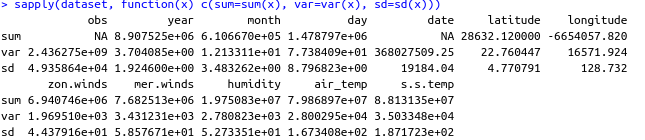 > sapply(dataset, function(x) c(sum=sum(x), var=var(x), sd=sd(x)))
obs year month day date latitude longitude
sum NA 8.907525e+06 6.106670e+05 1.478797e+06 NA 28632.120000 -6654057.820
var 2.436275e+09 3.704085e+00 1.213311e+01 7.738409e+01 368027509.25 22.760447 16571.924
sd 4.935864e+04 1.924600e+00 3.483262e+00 8.796823e+00 19184.04 4.770791 128.732
zon.winds mer.winds humidity air_temp s.s.temp
sum 6.940746e+06 7.682513e+06 1.975083e+07 7.986897e+07 8.813135e+07
var 1.969510e+03 3.431231e+03 2.780823e+03 2.800295e+04 3.503348e+04
sd 4.437916e+01 5.857671e+01 5.273351e+01 1.673408e+02 1.871723e+02